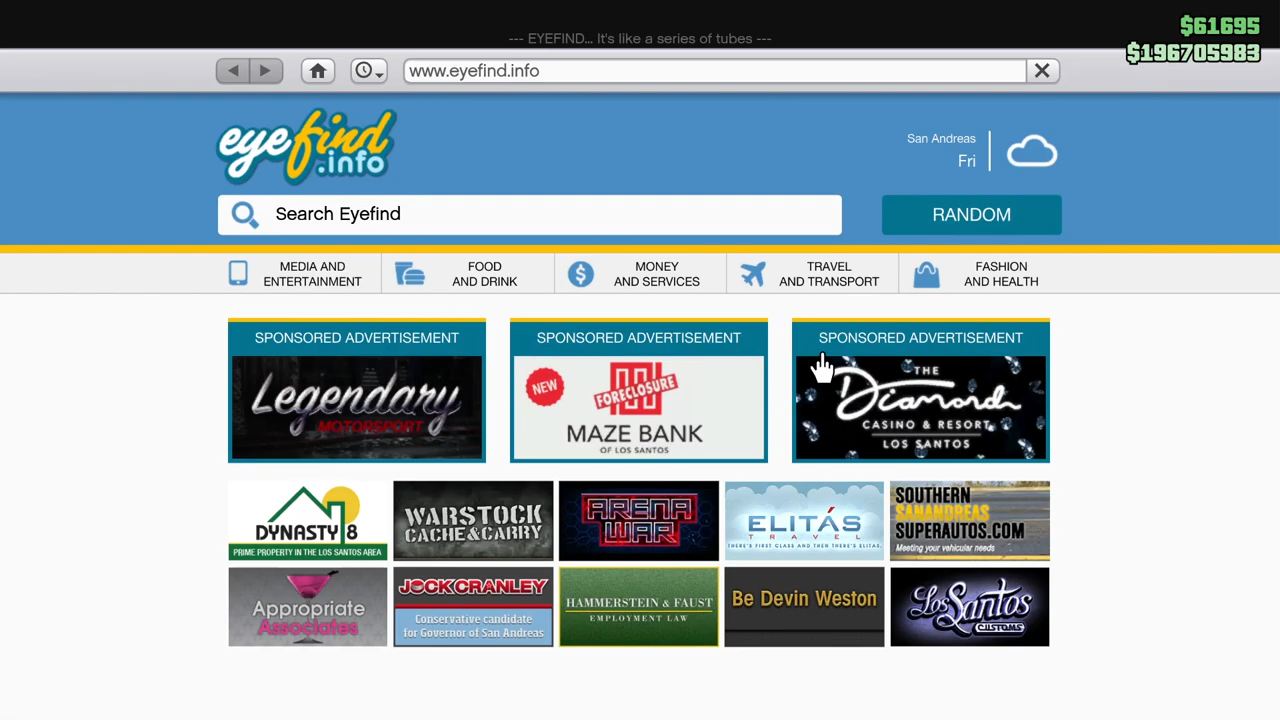 $61695
--- EYEFIND... It's like a series of tubes ---
$196705983
www.eyefind.info
eyefind
.info
San Andreas
Fri
Search Eyefind
RANDOM
MEDIA AND
ENTERTAINMENT
FOOD
AND DRINK
MONEY
AND SERVICES
TRAVEL
AND TRANSPORT
FASHION
AND HEALTH
SPONSORED ADVERTISEMENT
Legendary
MOTORSPORT
SPONSORED ADVERTISEMENT
NEW
FORECLOSURE
MAZE BANK
OF LOS SANTOS
SPONSORED ADVERTISEMENT
THE
Diamond
CASINO & RESORT
LOS SANTOS
DYNASTY 8
PRIME PROPERTY IN THE LOS SANTOS AREA
WARSTOCK
CACHE & CARRY
ARENA
WAR
ELITÁS
TRAVEL
THERE'S FIRST CLASS AND THEN THERE'S ELITAS.
SOUTHERN
SANANDREAS
SUPERAUTOS.COM
Meeting your vehicular needs
Appropriate
Associates
JOCK CRANLEY
Conservative candidate
for Governor of San Andreas
HAMMERSTEIN & FAUST
EMPLOYMENT LAW
Be Devin Weston
Los Santos
CUSTOMS